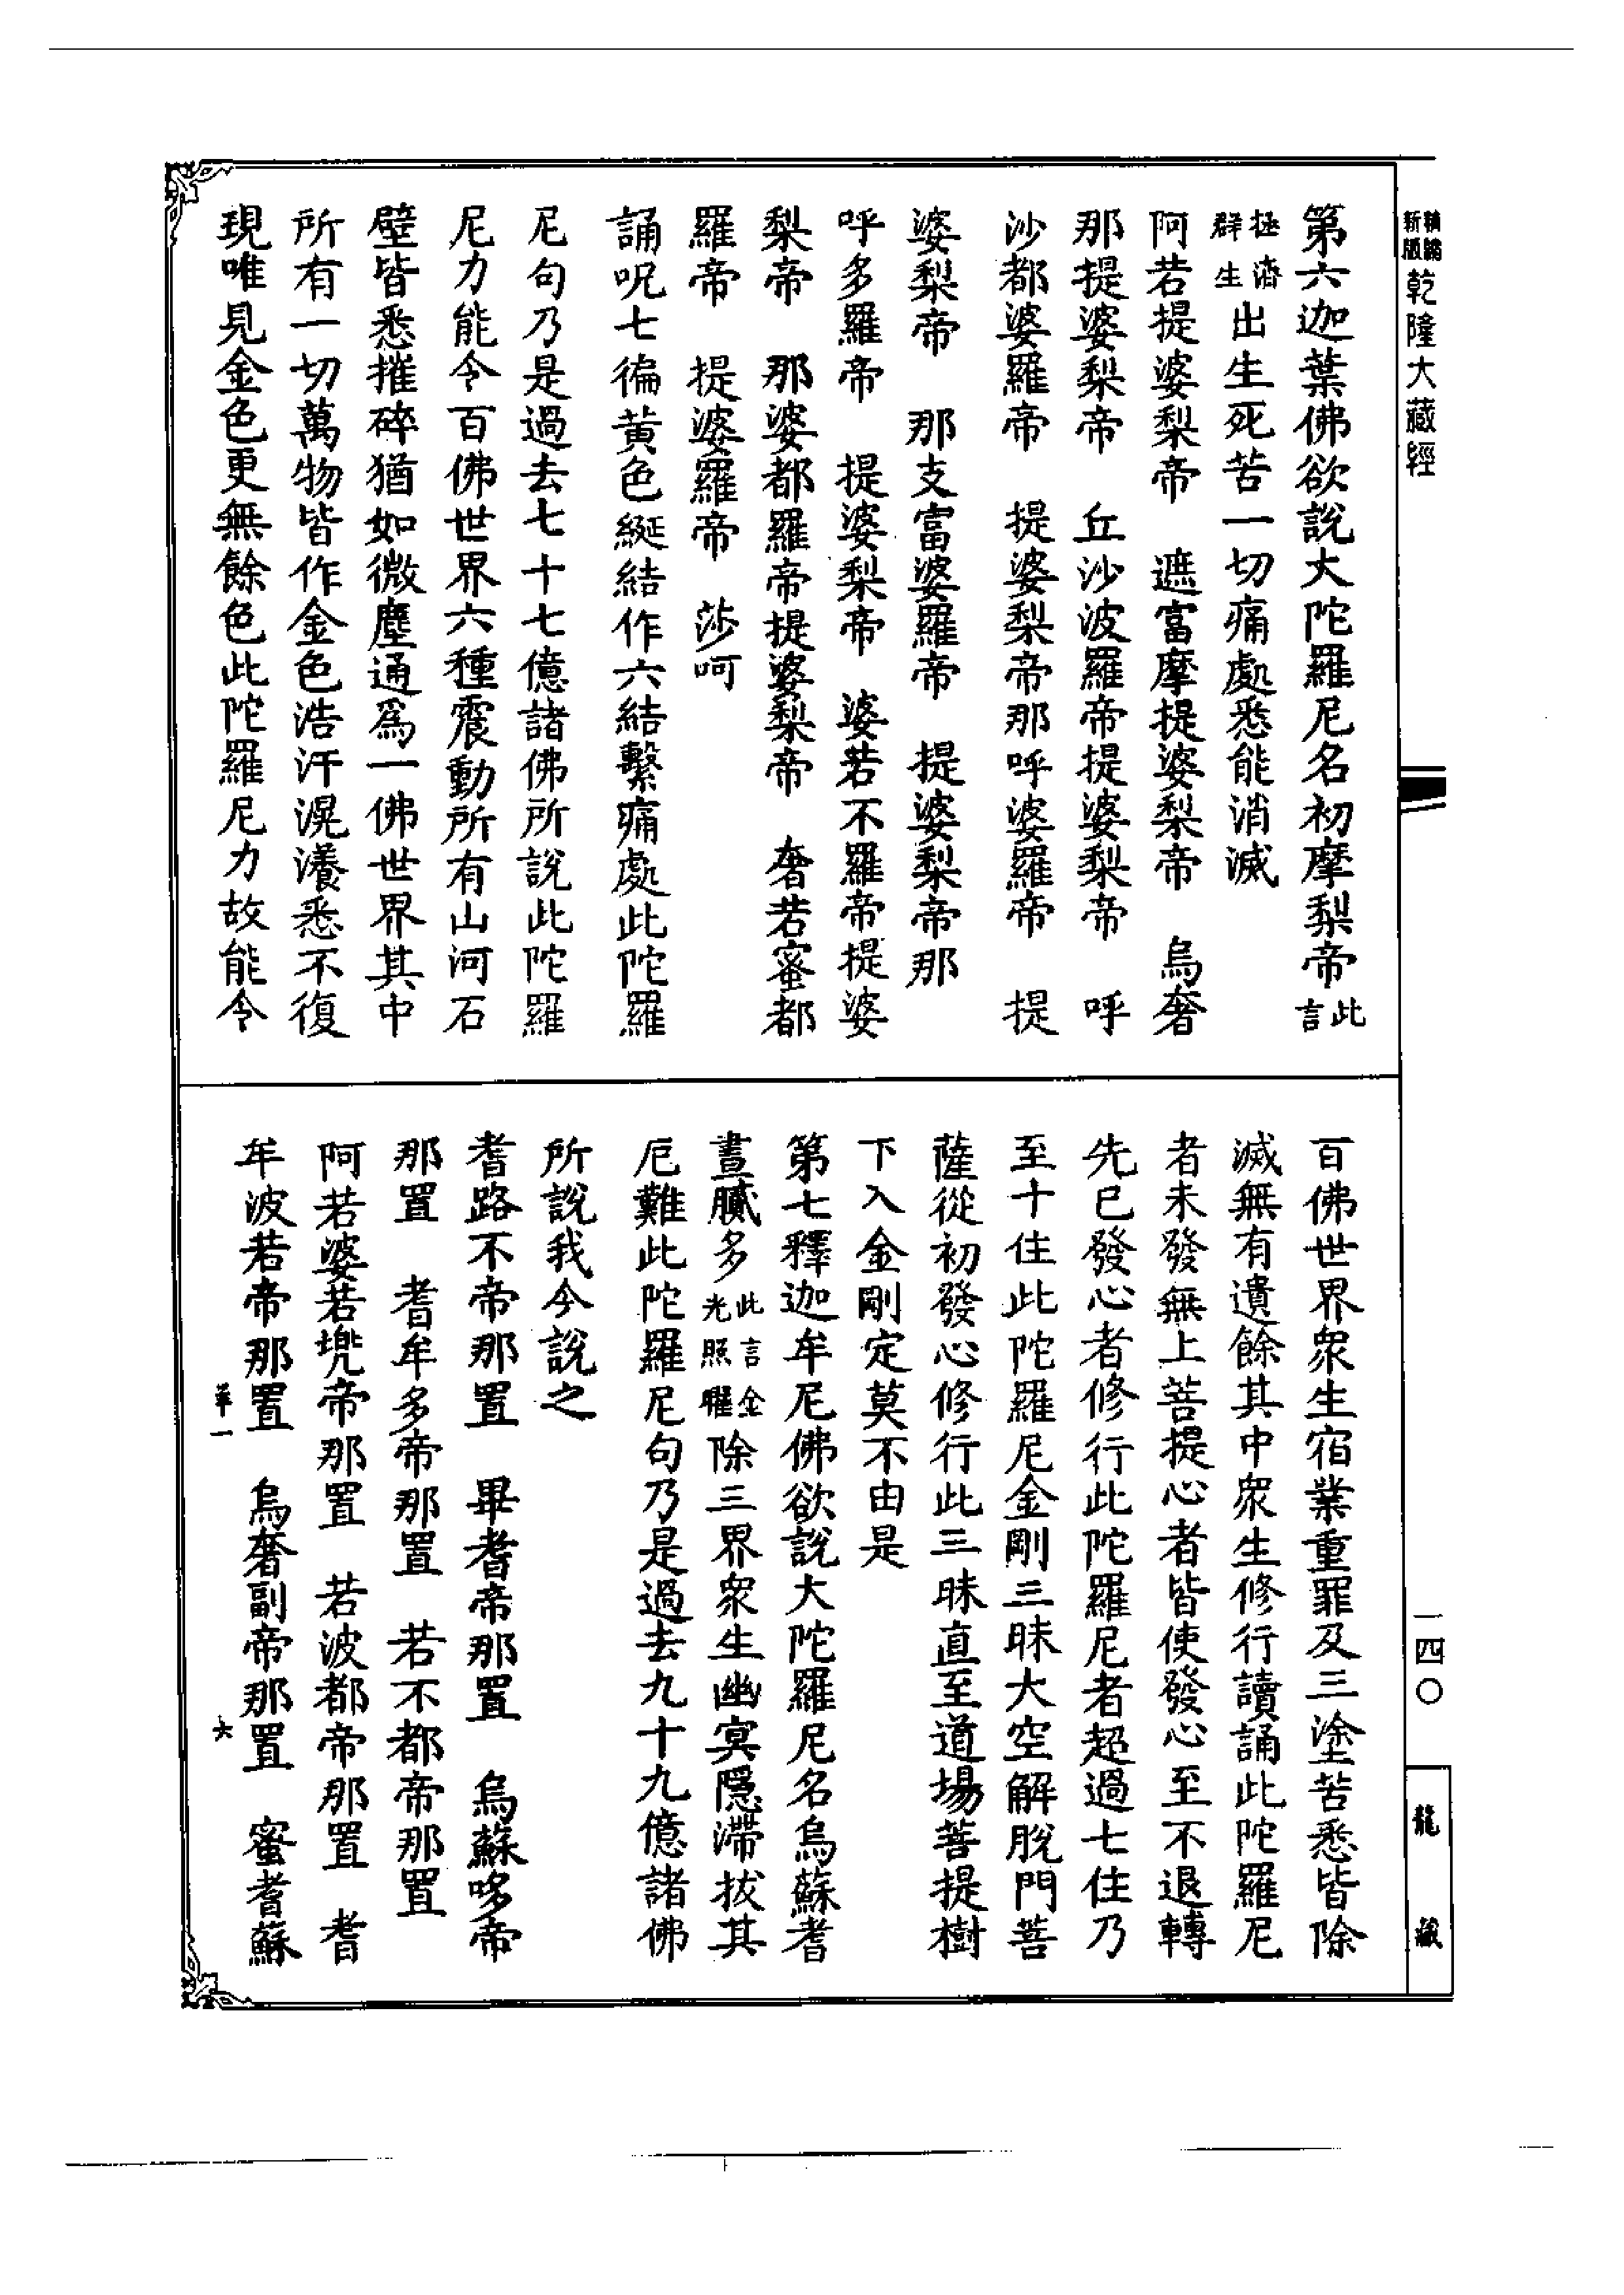 新版精縮乾隆大藏經
第六迦葉佛欲說大陀羅尼名初摩梨帝此言
拯濟群生出生死苦一切痛處悉能消滅
阿若提婆梨帝　遮富摩提婆梨帝　烏奢
那提婆梨帝　丘沙波羅帝提婆梨帝　呼
沙都婆羅帝　提婆梨帝那呼婆羅帝　提
婆梨帝　那支富婆羅帝　提婆梨帝那
呼多羅帝　提婆梨帝　婆若不羅帝提婆
梨帝　那婆都羅帝提婆梨帝　奢若蜜都
羅帝　提婆羅帝　莎呵
誦呪七徧黃色綖結作六結繫痛處此陀羅
尼句乃是過去七十七億諸佛所說此陀羅
尼力能令百佛世界六種震動所有山河石
壁皆悉摧碎猶如微塵通為一佛世界其中
所有一切萬物皆作金色浩汗滉瀁悉不復
現唯見金色更無餘色此陀羅尼力故能令
百佛世界眾生宿業重罪及三塗苦悉皆除
滅無有遺餘其中眾生修行讀誦此陀羅尼
者未發無上菩提心者皆使發心至不退轉
先已發心者修行此陀羅尼者超過七住乃
至十住此陀羅尼金剛三昧大空解脫門菩
薩從初發心修行此三昧直至道場菩提樹
下入金剛定莫不由是
第七釋迦牟尼佛欲說大陀羅尼名烏蘇耆
晝膩多此言金光照曜除三界眾生幽冥隱滯拔其
厄難此陀羅尼句乃是過去九十九億諸佛
所說我今說之
耆路不帝那置　畢耆帝那置　烏蘇哆帝
那置　耆牟多帝那置　若不都帝那置
阿若婆若兜帝那置　若波都帝那置　耆
牟波若帝那置　烏奢副帝那置　蜜耆蘇
一
六
一四〇
龍藏